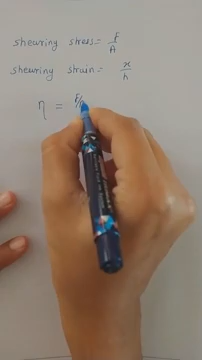 shearing stress = F/A
shearing strain = x/h
η = F/